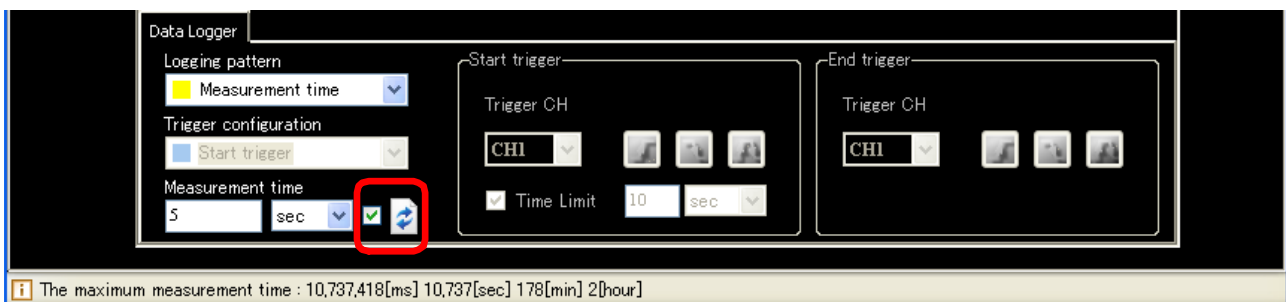 Data Logger
Logging pattern
Measurement time
Trigger configuration
Start trigger
Measurement time
5 sec
Start trigger
Trigger CH
CH1
Time Limit 10 sec
End trigger
Trigger CH
CH1
The maximum measurement time : 10,737,418[ms] 10,737[sec] 178[min] 2[hour]